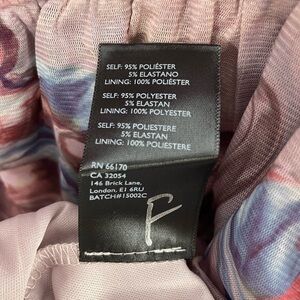 SELF: 95% POLIÉSTER
5% ELASTANO
LINING: 100% POLIÉSTER
SELF: 95% POLYESTER
5% ELASTAN
LINING: 100% POLYESTER
SELF: 95% POLIESTERE
5% ELASTAN
LINING: 100% POLIESTERE
RN 66170
CA 32054
146 Brick Lane,
London, E1 6RU
BATCH#15002C
F